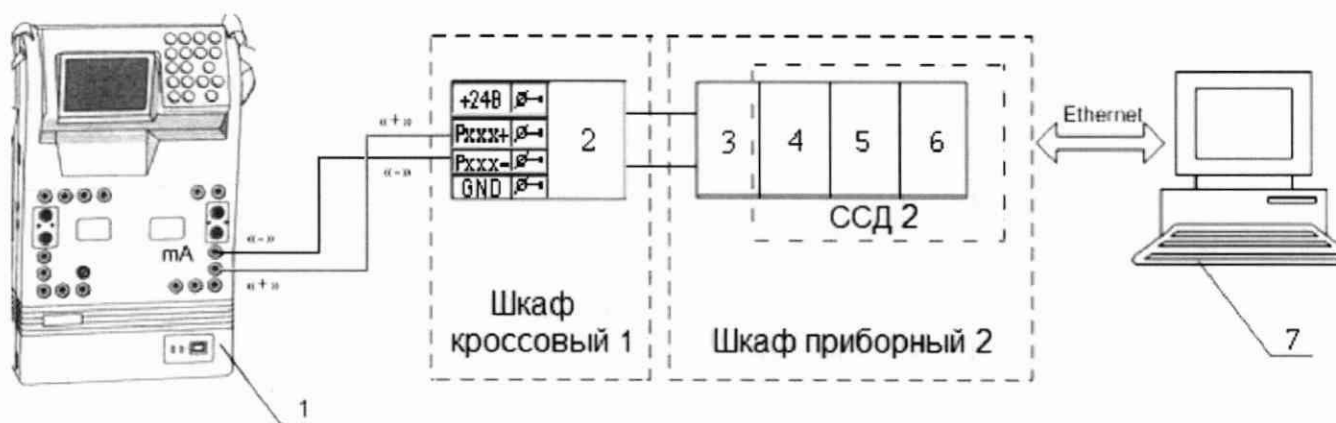 mA
«-»
«+»
1
«+»
«-»
+24В
Рxxx+
Рxxx-
GND
2
Шкаф
кроссовый 1
3
4
5
6
ССД 2
Шкаф приборный 2
Ethernet
7